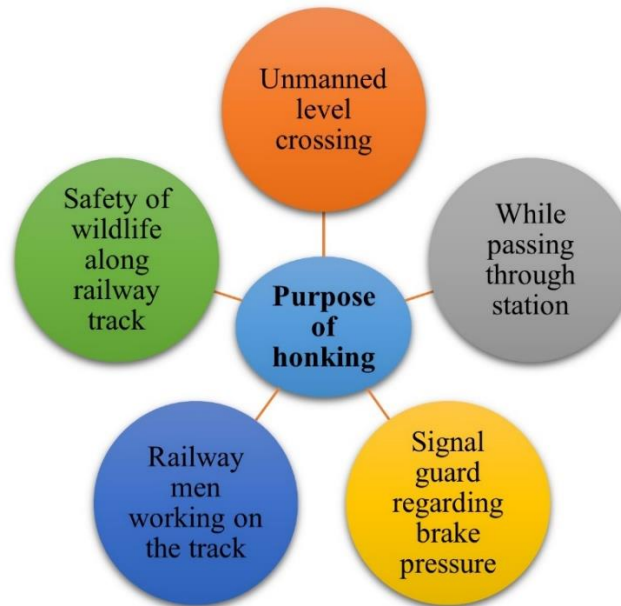 Purpose
of
honking
Unmanned
level
crossing
While
passing
through
station
Signal
guard
regarding
brake
pressure
Railway
men
working on
the track
Safety of
wildlife
along
railway
track